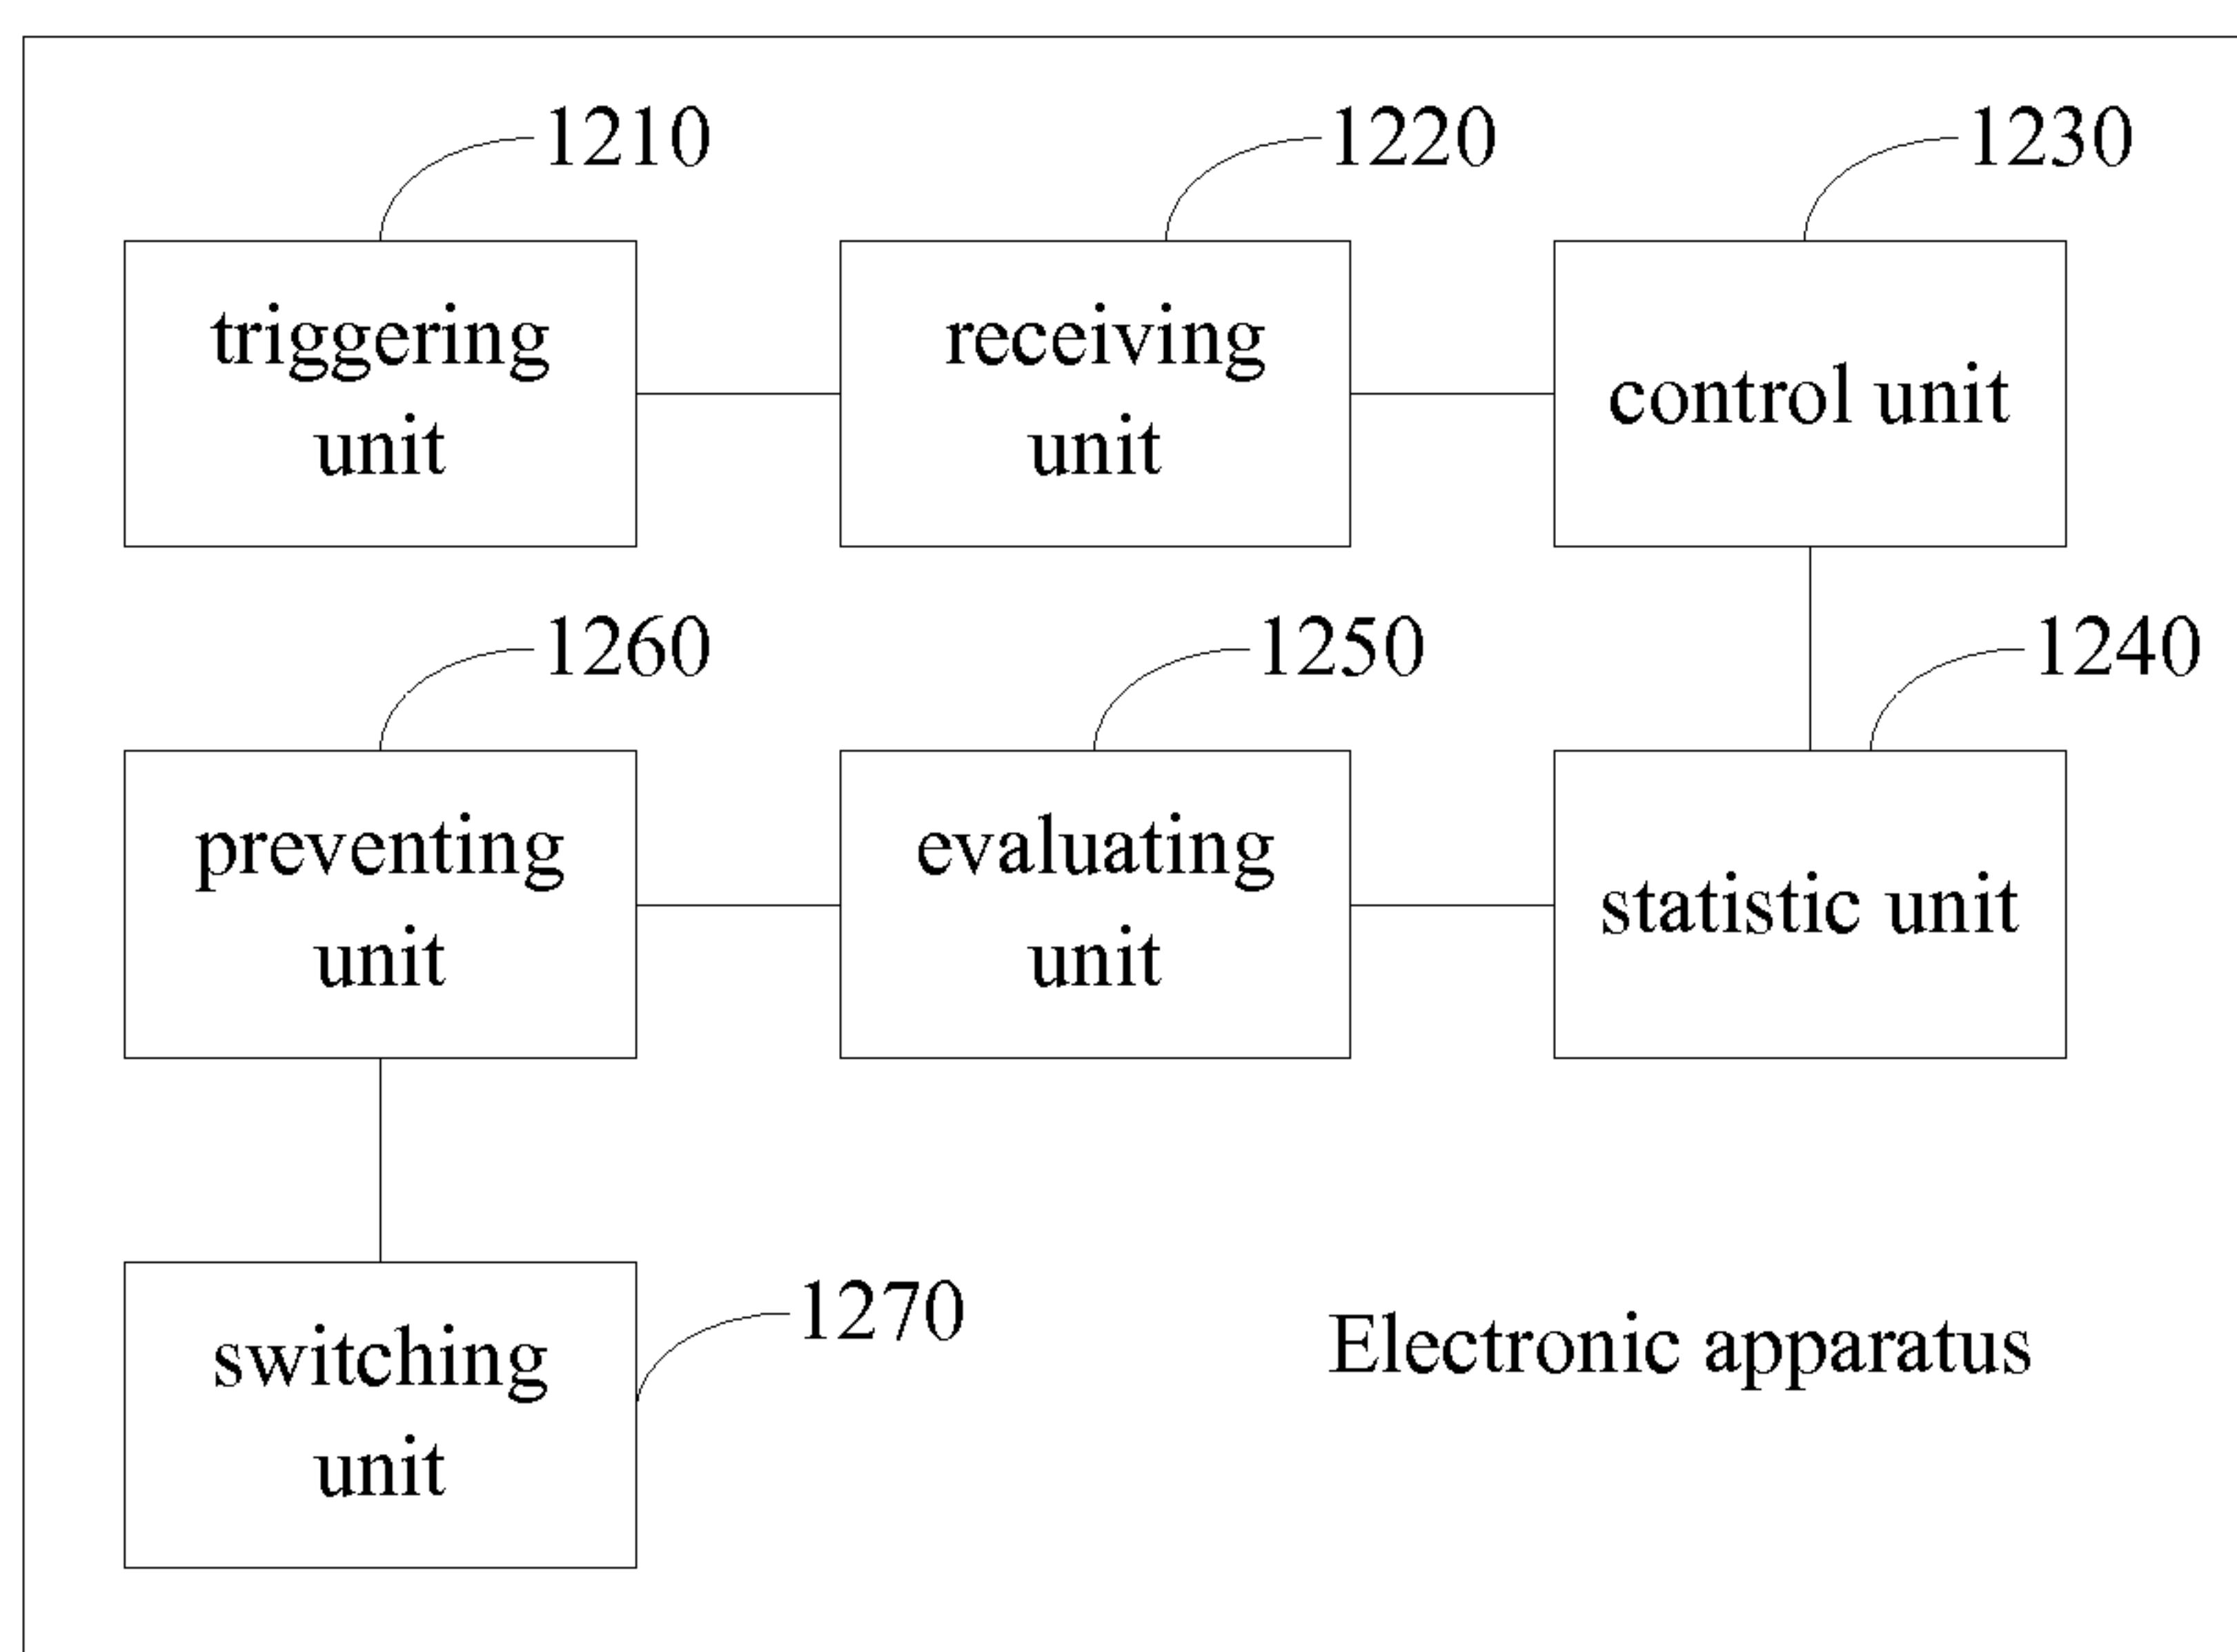 1210
1220
1230
triggering
unit
receiving
unit
control unit
1260
1250
1240
preventing
unit
evaluating
unit
statistic unit
switching
unit
1270
Electronic apparatus